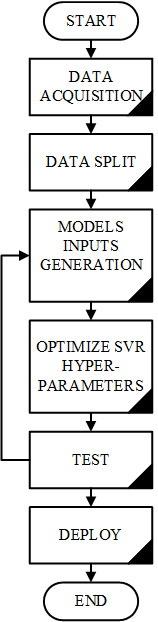 START
DATA
ACQUISITION
DATA SPLIT
MODELS
INPUTS
GENERATION
OPTIMIZE SVR
HYPER-
PARAMETERS
TEST
DEPLOY
END